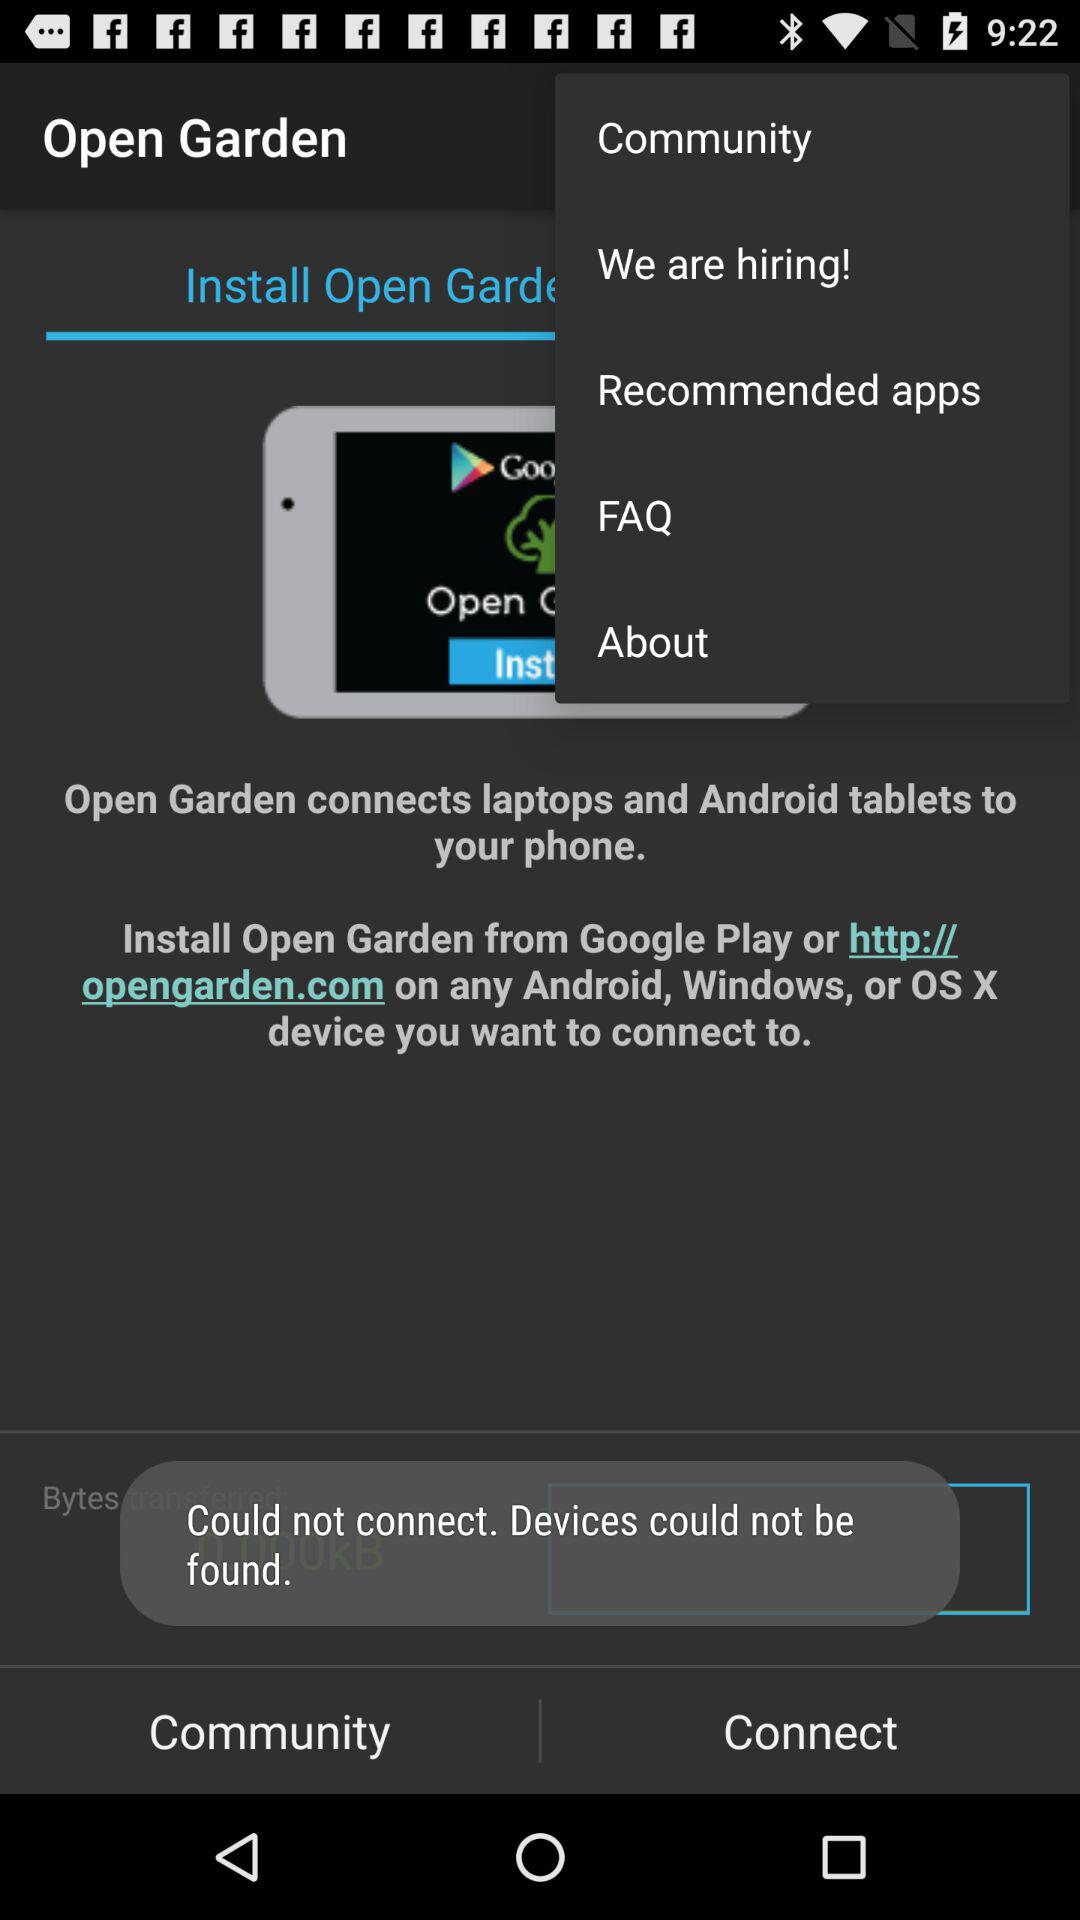 9:22
Open Garden
Community
We are hiring!
Recommended apps
FAQ
About
Install Open
Open
Open Garden connects laptops and Android tablets to
your phone.
Install Open Garden from Google Play or http://
opengarden.com on any Android, Windows, or OS X
device you want to connect to.
Bytes transferred:
0.000kB
Could not connect. Devices could not be
found.
Community
Connect